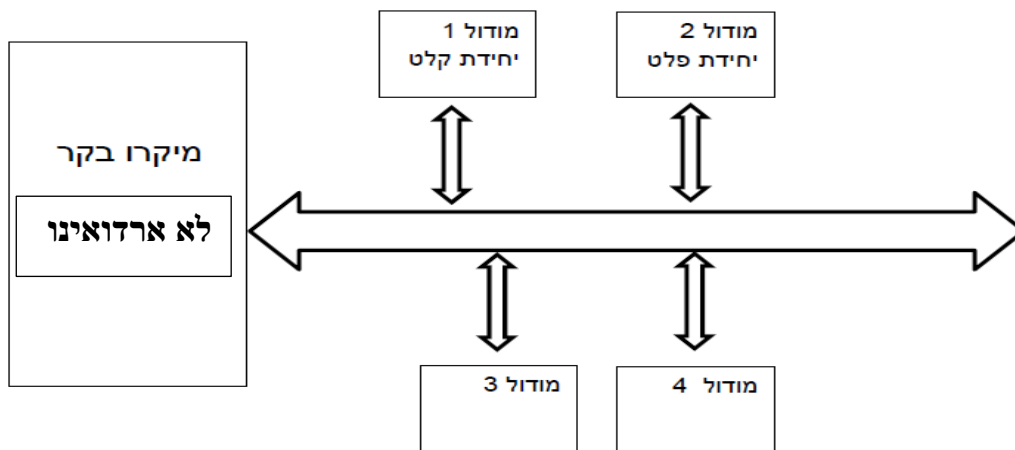 מיקרו בקר
לא ארדואינו
מודול 1
יחידת קלט
מודול 2
יחידת פלט
מודול 3
מודול 4